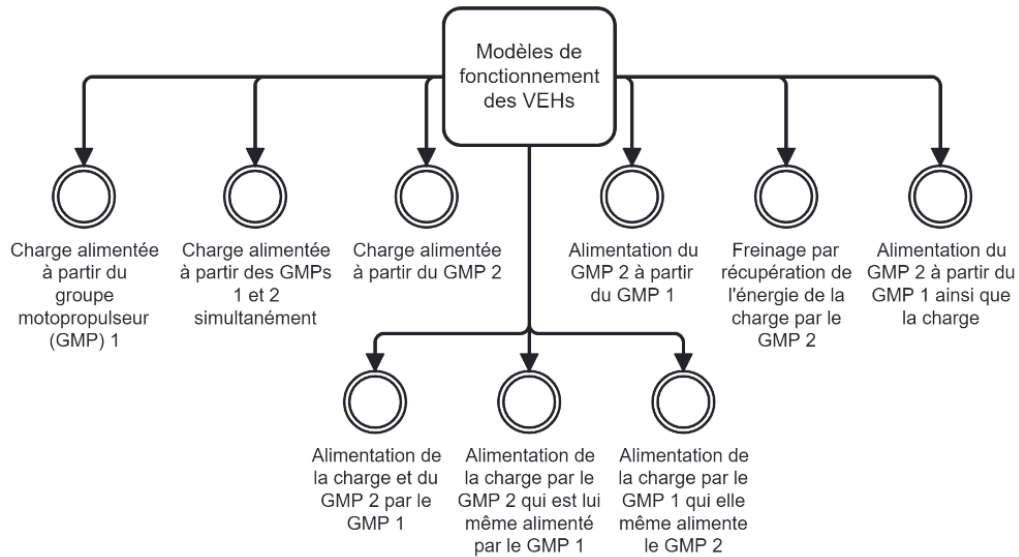 Modèles de
fonctionnement
des VEHs
Charge alimentée
à partir du
groupe
motopropulseur
(GMP) 1
Charge alimentée
à partir des GMPs
1 et 2
simultanément
Charge alimentée
à partir du GMP 2
Alimentation du
GMP 2 à partir
du GMP 1
Freinage par
récupération de
l'énergie de la
charge par le
GMP 2
Alimentation du
GMP 2 à partir du
GMP 1 ainsi que
la charge
Alimentation de
la charge et du
GMP 2 par le
GMP 1
Alimentation de
la charge par le
GMP 2 qui est lui
même alimenté
par le GMP 1
Alimentation de
la charge par le
GMP 1 qui elle
même alimente
le GMP 2